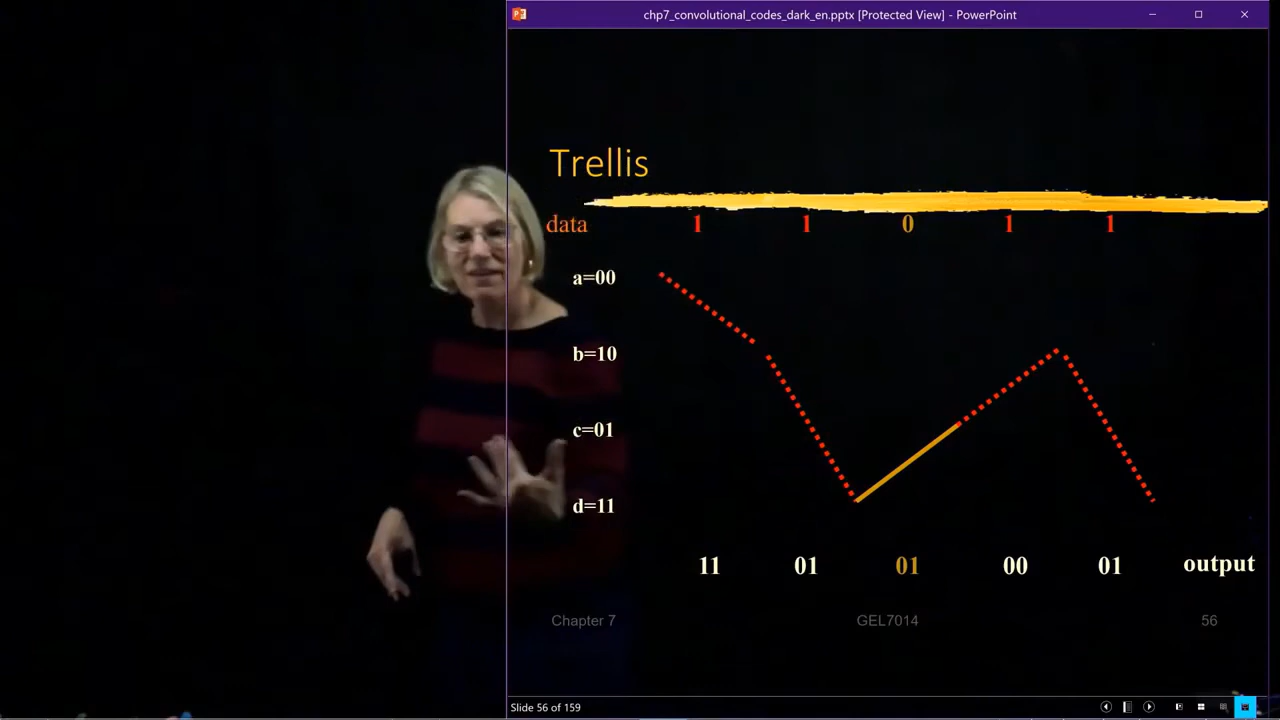 chp7_convolutional_codes_dark_en.pptx [Protected View] - PowerPoint
Trellis
data 1 1 0 1 1
a=00
b=10
c=01
d=11
11 01 01 00 01 output
Chapter 7 GEL7014 56
Slide 56 of 159